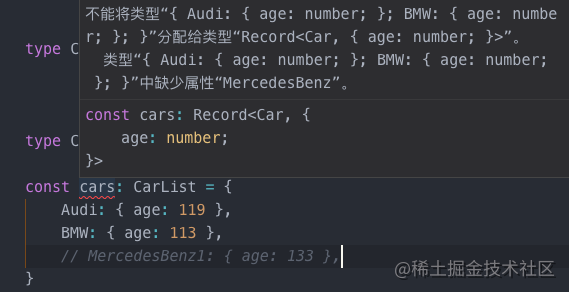 不能将类型“{ Audi: { age: number; }; BMW: { age: numbe
r; }; }”分配给类型“Record<Car, { age: number; }>”。
类型“{ Audi: { age: number; }; BMW: { age: number;
}; }”中缺少属性“MercedesBenz”。
type C
const cars: Record<Car, {
age: number;
}>
type C
const cars: CarList = {
Audi: { age: 119 },
BMW: { age: 113 },
// MercedesBenz1: { age: 133 },
}
@稀土掘金技术社区